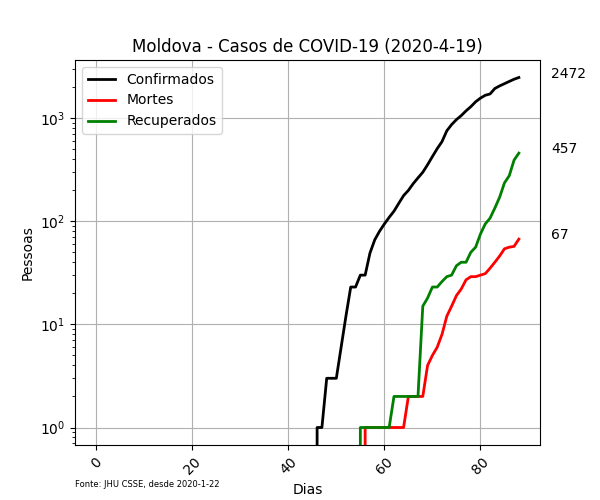 Moldova - Casos de COVID-19 (2020-4-19)
Confirmados
Mortes
Recuperados
2472
457
67
10³
10²
10¹
10⁰
Pessoas
0
20
40
60
80
Dias
Fonte: JHU CSSE, desde 2020-1-22